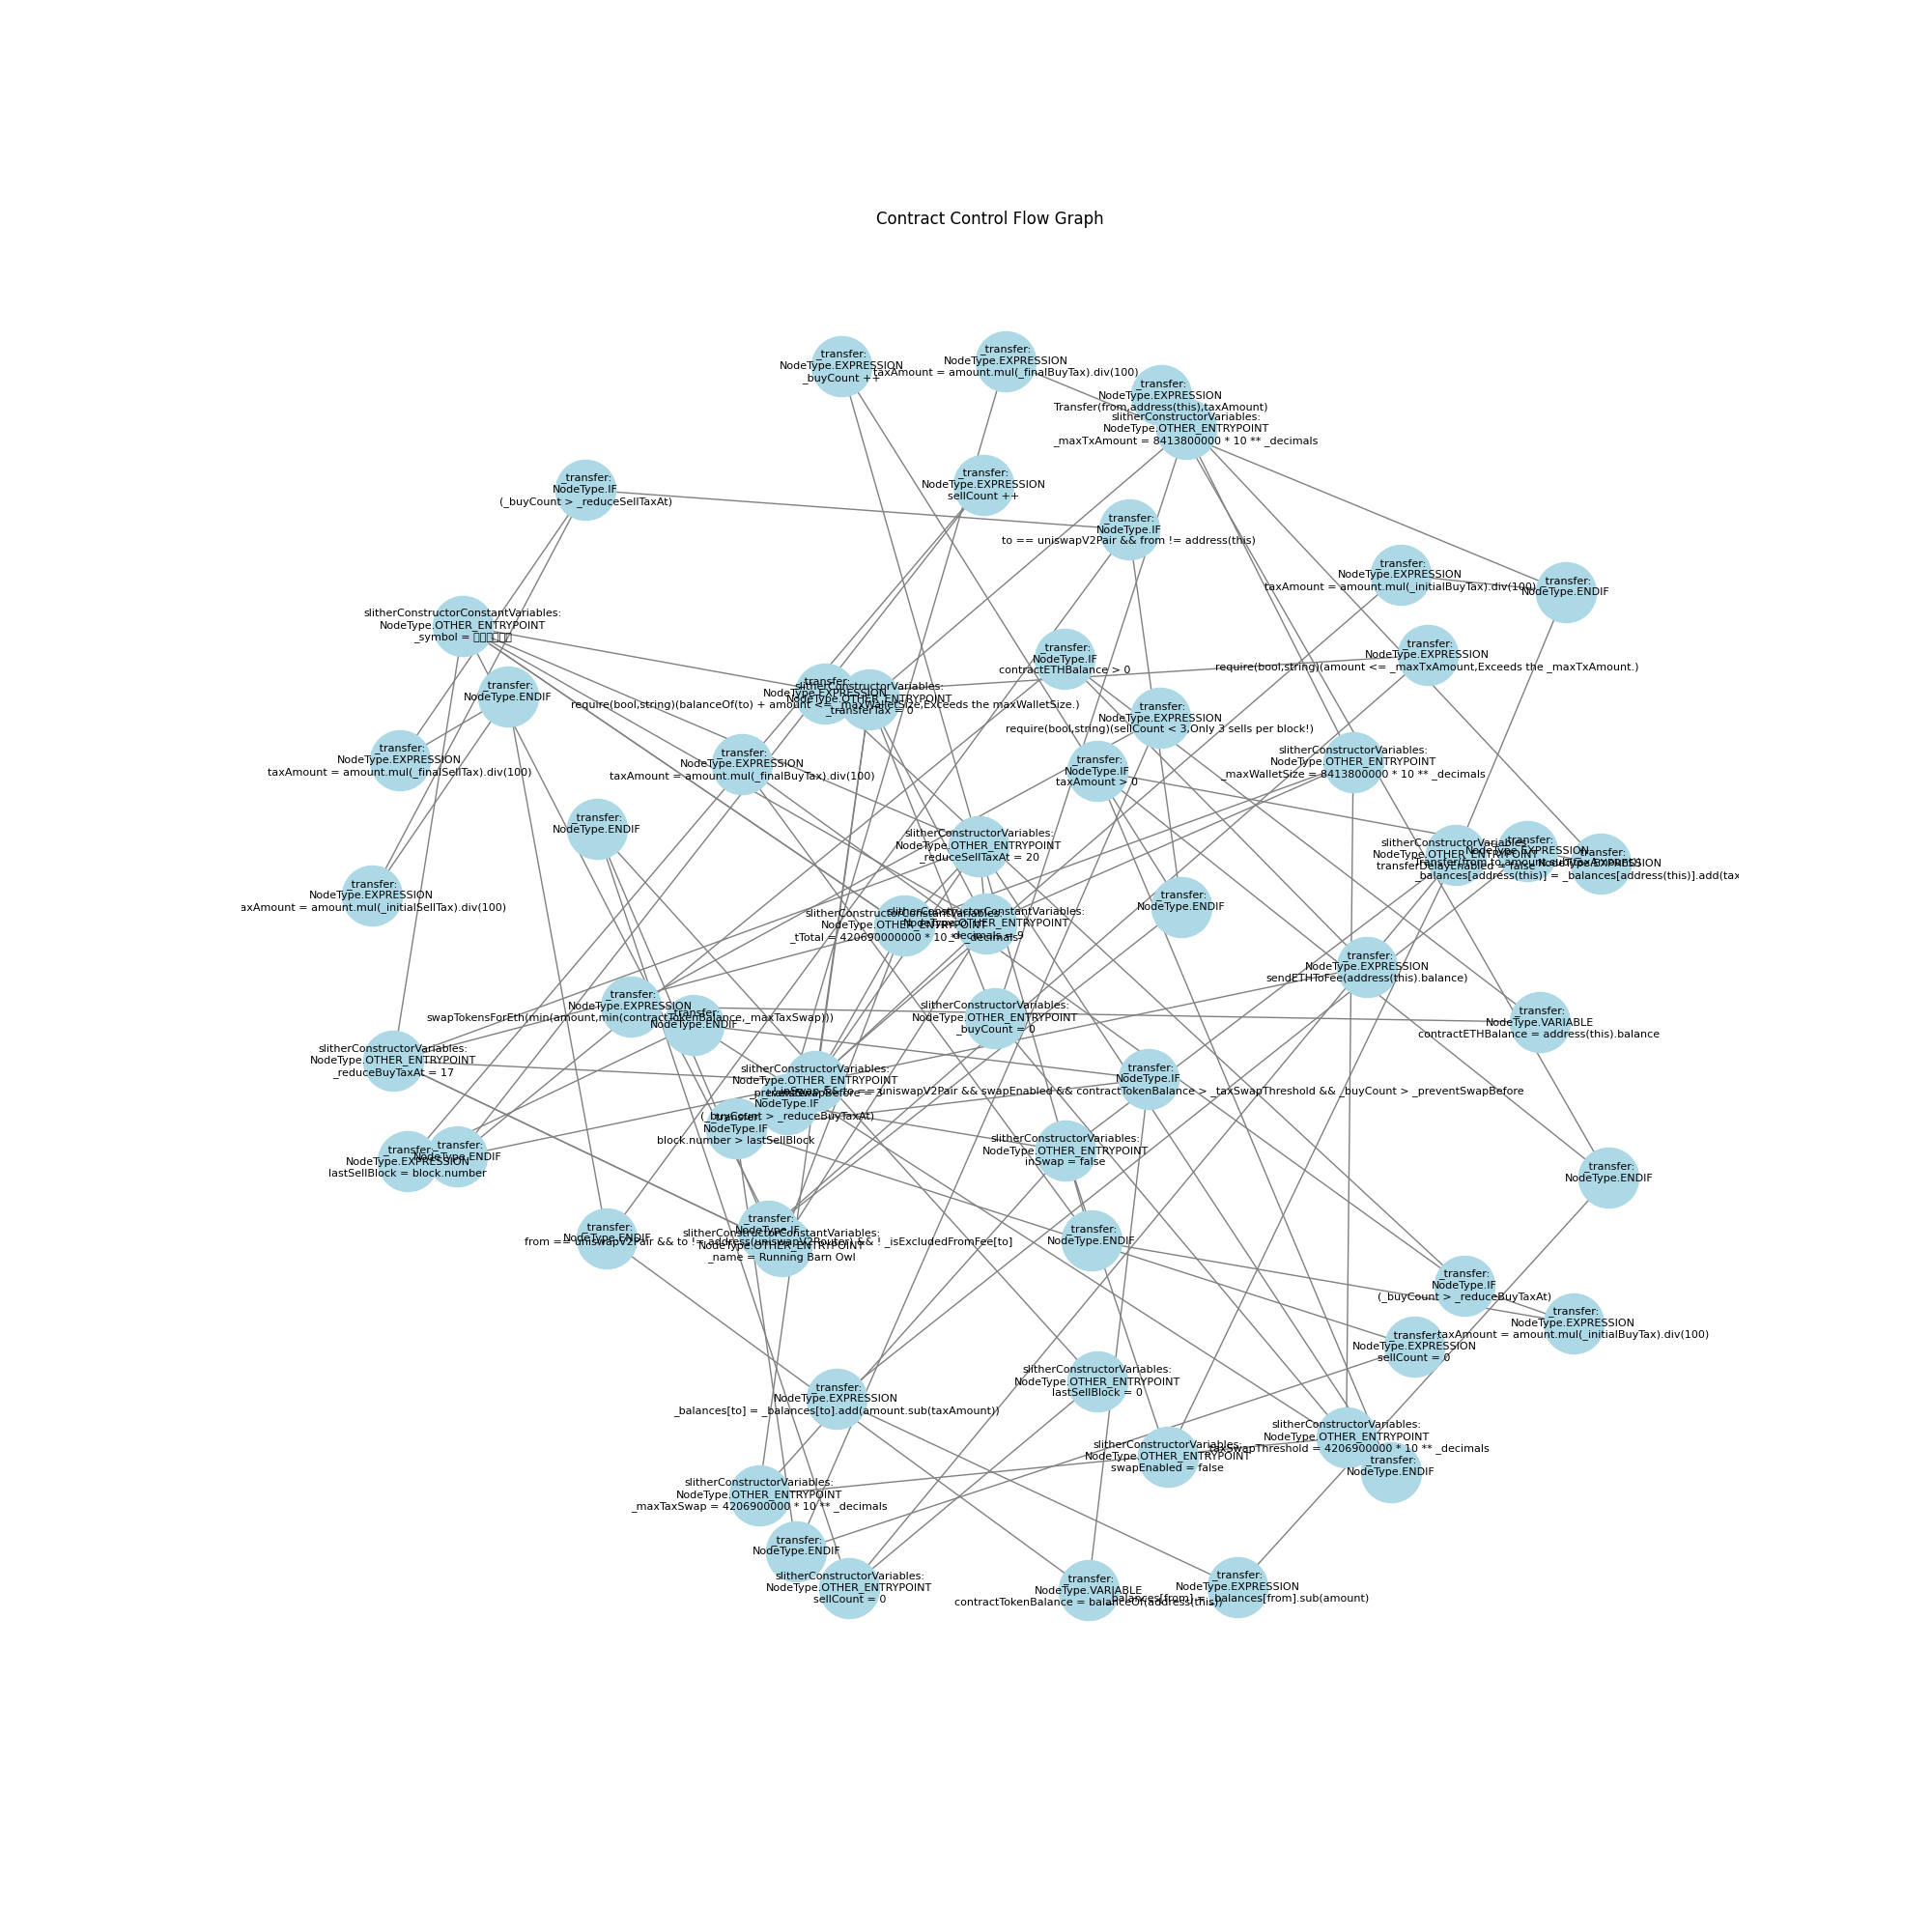 Contract Control Flow Graph
_transfer:
NodeType.EXPRESSION
_buyCount ++
_transfer:
NodeType.EXPRESSION
taxAmount = amount.mul(_finalBuyTax).div(100)
_transfer:
NodeType.EXPRESSION
Transfer(from,address(this),taxAmount)
slitherConstructorVariables:
NodeType.OTHER_ENTRYPOINT
_maxTxAmount = 8413800000 * 10 ** _decimals
_transfer:
NodeType.IF
(_buyCount > _reduceSellTaxAt)
_transfer:
NodeType.EXPRESSION
sellCount ++
_transfer:
NodeType.IF
to == uniswapV2Pair && from != address(this)
_transfer:
NodeType.EXPRESSION
taxAmount = amount.mul(_initialBuyTax).div(100)
_transfer:
NodeType.ENDIF
slitherConstructorConstantVariables:
NodeType.OTHER_ENTRYPOINT
_symbol =
_transfer:
NodeType.IF
contractETHBalance > 0
_transfer:
NodeType.EXPRESSION
require(bool,string)(amount <= _maxTxAmount,Exceeds the _maxTxAmount.)
_transfer:
NodeType.ENDIF
_transfer:
NodeType.EXPRESSION
require(bool,string)(balanceOf(to) + amount <= _maxWalletSize,Exceeds the maxWalletSize.)
slitherConstructorVariables:
NodeType.OTHER_ENTRYPOINT
_transferTax = 0
_transfer:
NodeType.EXPRESSION
require(bool,string)(sellCount < 3,Only 3 sells per block!)
_transfer:
NodeType.EXPRESSION
taxAmount = amount.mul(_finalSellTax).div(100)
_transfer:
NodeType.EXPRESSION
taxAmount = amount.mul(_finalBuyTax).div(100)
_transfer:
NodeType.IF
taxAmount > 0
slitherConstructorVariables:
NodeType.OTHER_ENTRYPOINT
_maxWalletSize = 8413800000 * 10 ** _decimals
_transfer:
NodeType.ENDIF
slitherConstructorVariables:
NodeType.OTHER_ENTRYPOINT
_reduceSellTaxAt = 20
slitherConstructorVariables:
NodeType.OTHER_ENTRYPOINT
transferDelayEnabled = false
_transfer:
NodeType.EXPRESSION
_transfer:
NodeType.EXPRESSION
_balances[address(this)] = _balances[address(this)].add(tax
_transfer:
NodeType.EXPRESSION
axAmount = amount.mul(_initialSellTax).div(100)
_transfer:
NodeType.ENDIF
slitherConstructorConstantVariables:
NodeType.OTHER_ENTRYPOINT
_tTotal = 420690000000 * 10 ** _decimals
slitherConstructorConstantVariables:
NodeType.OTHER_ENTRYPOINT
_decimals = 9
_transfer:
NodeType.EXPRESSION
sendETHToFee(address(this).balance)
_transfer:
NodeType.EXPRESSION
swapTokensForEth(min(amount,min(contractTokenBalance,_maxTaxSwap)))
_transfer:
NodeType.ENDIF
slitherConstructorVariables:
NodeType.OTHER_ENTRYPOINT
_buyCount = 0
_transfer:
NodeType.VARIABLE
contractETHBalance = address(this).balance
slitherConstructorVariables:
NodeType.OTHER_ENTRYPOINT
_reduceBuyTaxAt = 17
slitherConstructorVariables:
NodeType.OTHER_ENTRYPOINT
_preventSwapBefore = 3
_transfer:
NodeType.IF
! inSwap && to == uniswapV2Pair && swapEnabled && contractTokenBalance > _taxSwapThreshold && _buyCount > _preventSwapBefore
NodeType.IF
(_buyCount > _reduceBuyTaxAt)
_transfer:
NodeType.IF
block.number > lastSellBlock
slitherConstructorVariables:
NodeType.OTHER_ENTRYPOINT
inSwap = false
_transfer:
NodeType.EXPRESSION
lastSellBlock = block.number
_transfer:
NodeType.ENDIF
_transfer:
NodeType.ENDIF
_transfer:
NodeType.ENDIF
_transfer:
NodeType.IF
from == uniswapV2Pair && to != address(uniswapV2Router) && ! _isExcludedFromFee[to]
slitherConstructorConstantVariables:
NodeType.OTHER_ENTRYPOINT
_name = Running Barn Owl
_transfer:
NodeType.ENDIF
_transfer:
NodeType.IF
(_buyCount > _reduceBuyTaxAt)
_transfer:
NodeType.EXPRESSION
taxAmount = amount.mul(_initialBuyTax).div(100)
_transfer:
NodeType.EXPRESSION
sellCount = 0
slitherConstructorVariables:
NodeType.OTHER_ENTRYPOINT
lastSellBlock = 0
_transfer:
NodeType.EXPRESSION
_balances[to] = _balances[to].add(amount.sub(taxAmount))
slitherConstructorVariables:
NodeType.OTHER_ENTRYPOINT
_taxSwapThreshold = 4206900000 * 10 ** _decimals
slitherConstructorVariables:
NodeType.OTHER_ENTRYPOINT
swapEnabled = false
_transfer:
NodeType.ENDIF
slitherConstructorVariables:
NodeType.OTHER_ENTRYPOINT
_maxTaxSwap = 4206900000 * 10 ** _decimals
_transfer:
NodeType.ENDIF
slitherConstructorVariables:
NodeType.OTHER_ENTRYPOINT
sellCount = 0
_transfer:
NodeType.VARIABLE
contractTokenBalance = balanceOf(address(this))
_transfer:
NodeType.EXPRESSION
_balances[from] = _balances[from].sub(amount)